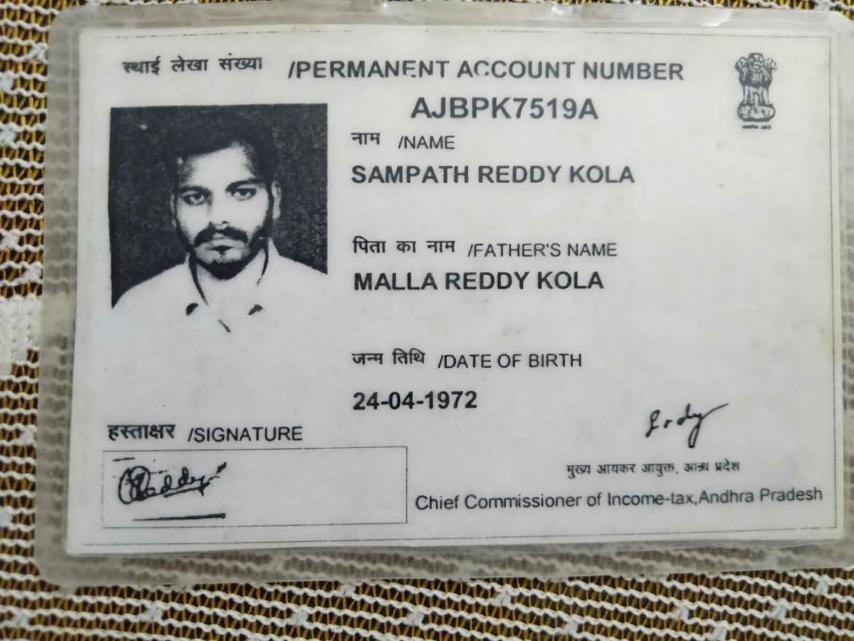 स्थाई लेखा संख्या /PERMANENT ACCOUNT NUMBER
AJBPK7519A
नाम /NAME
SAMPATH REDDY KOLA
पिता का नाम /FATHER'S NAME
MALLA REDDY KOLA
जन्म तिथि /DATE OF BIRTH
24-04-1972
हस्ताक्षर /SIGNATURE
मुख्य आयकर आयुक्त, आन्ध्र प्रदेश
Chief Commissioner of Income-tax,Andhra Pradesh